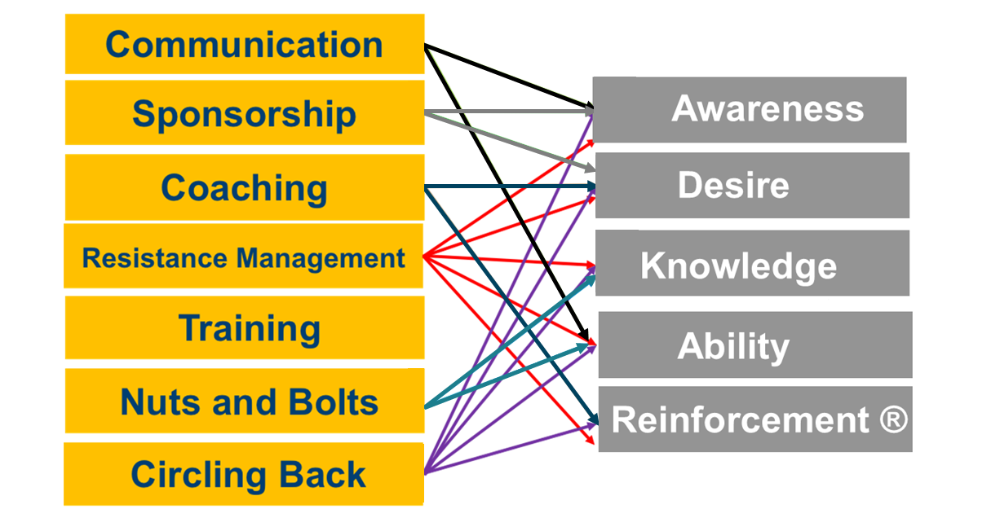 Communication
Sponsorship
Coaching
Resistance Management
Training
Nuts and Bolts
Circling Back
Awareness
Desire
Knowledge
Ability
Reinforcement ®